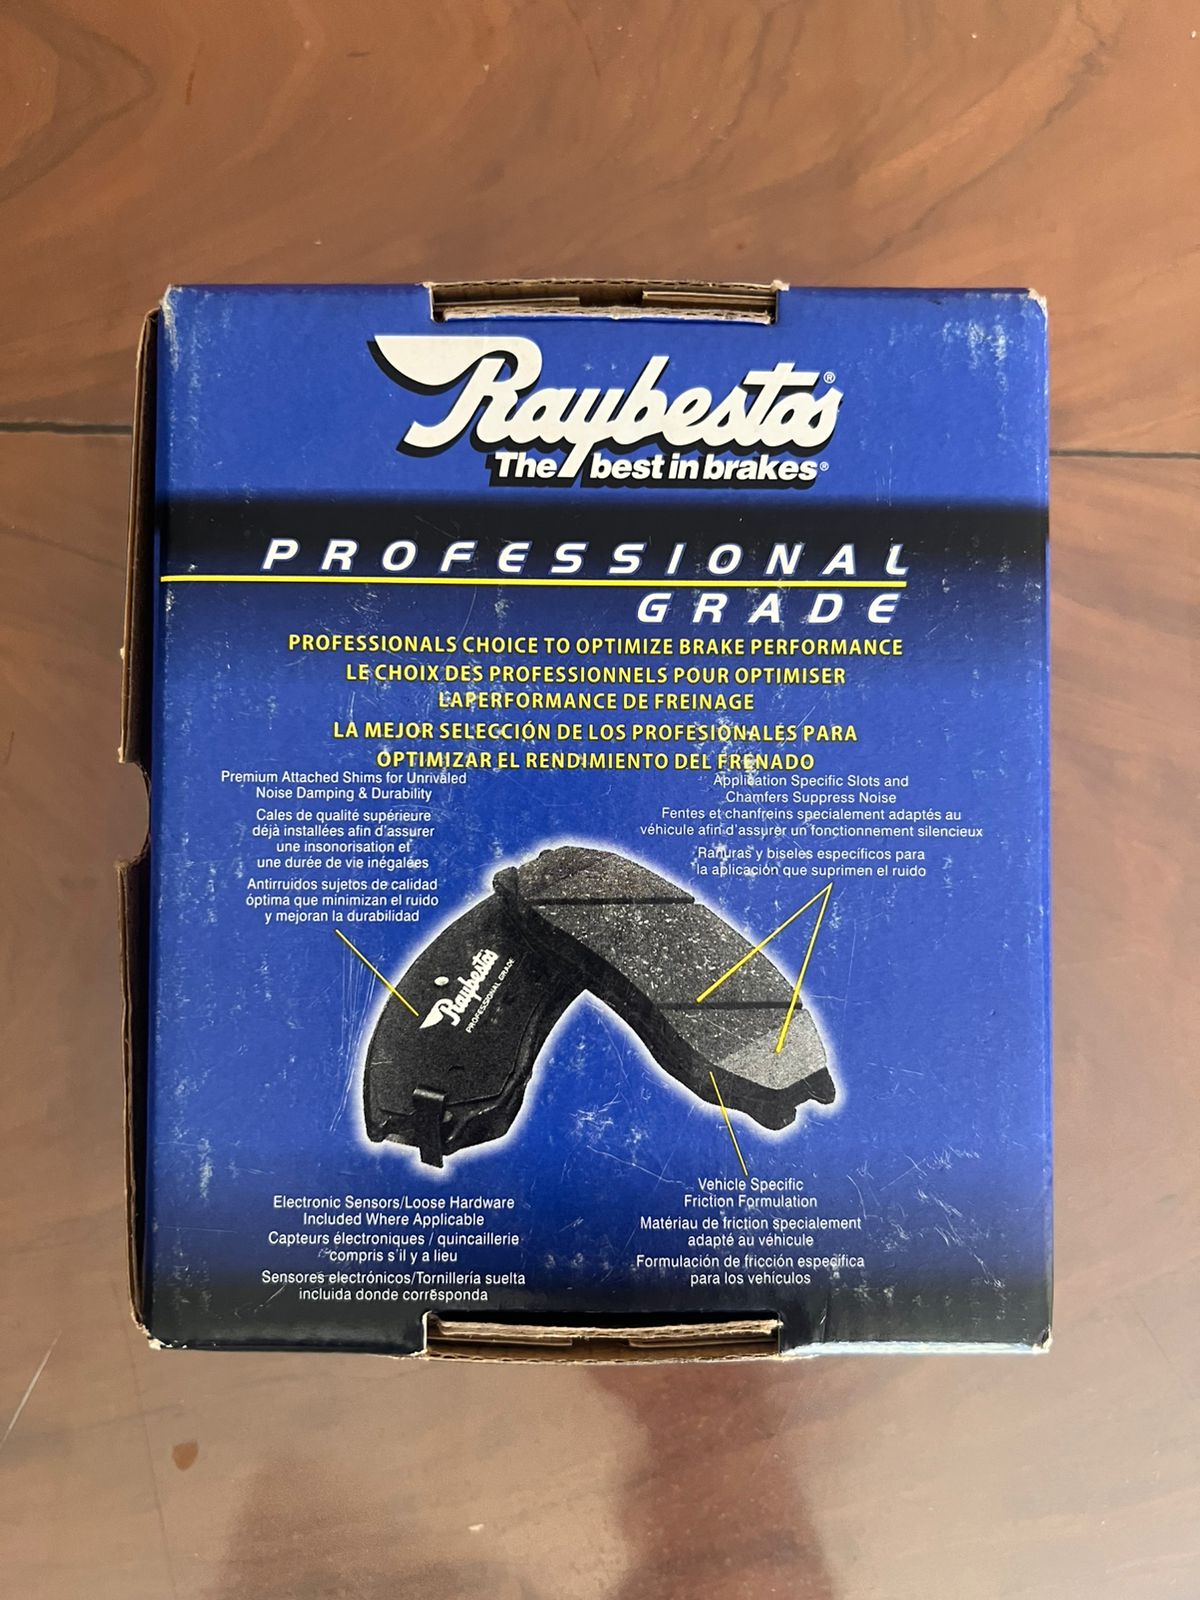 Raybestos®
The best in brakes®
PROFESSIONAL
GRADE
PROFESSIONALS CHOICE TO OPTIMIZE BRAKE PERFORMANCE
LE CHOIX DES PROFESSIONNELS POUR OPTIMISER
LAPERFORMANCE DE FREINAGE
LA MEJOR SELECCIÓN DE LOS PROFESIONALES PARA
OPTIMIZAR EL RENDIMIENTO DEL FRENADO
Premium Attached Shims for Unrivaled
Noise Damping & Durability
Cales de qualité supérieure
déjà installées afin d'assurer
une insonorisation et
une durée de vie inégalées
Antirruidos sujetos de calidad
óptima que minimizan el ruido
y mejoran la durabilidad
Application Specific Slots and
Chamfers Suppress Noise
Fentes et chanfreins specialement adaptés au
véhicule afin d'assurer un fonctionnement silencieux
Ranuras y biseles específicos para
la aplicación que suprimen el ruido
Raybestos
PROFESSIONAL GRADE
Electronic Sensors/Loose Hardware
Included Where Applicable
Capteurs électroniques / quincaillerie
compris s'il y a lieu
Sensores electrónicos/Tornillería suelta
incluida donde corresponda
Vehicle Specific
Friction Formulation
Matériau de friction specialement
adapté au véhicule
Formulación de fricción específica
para los vehículos